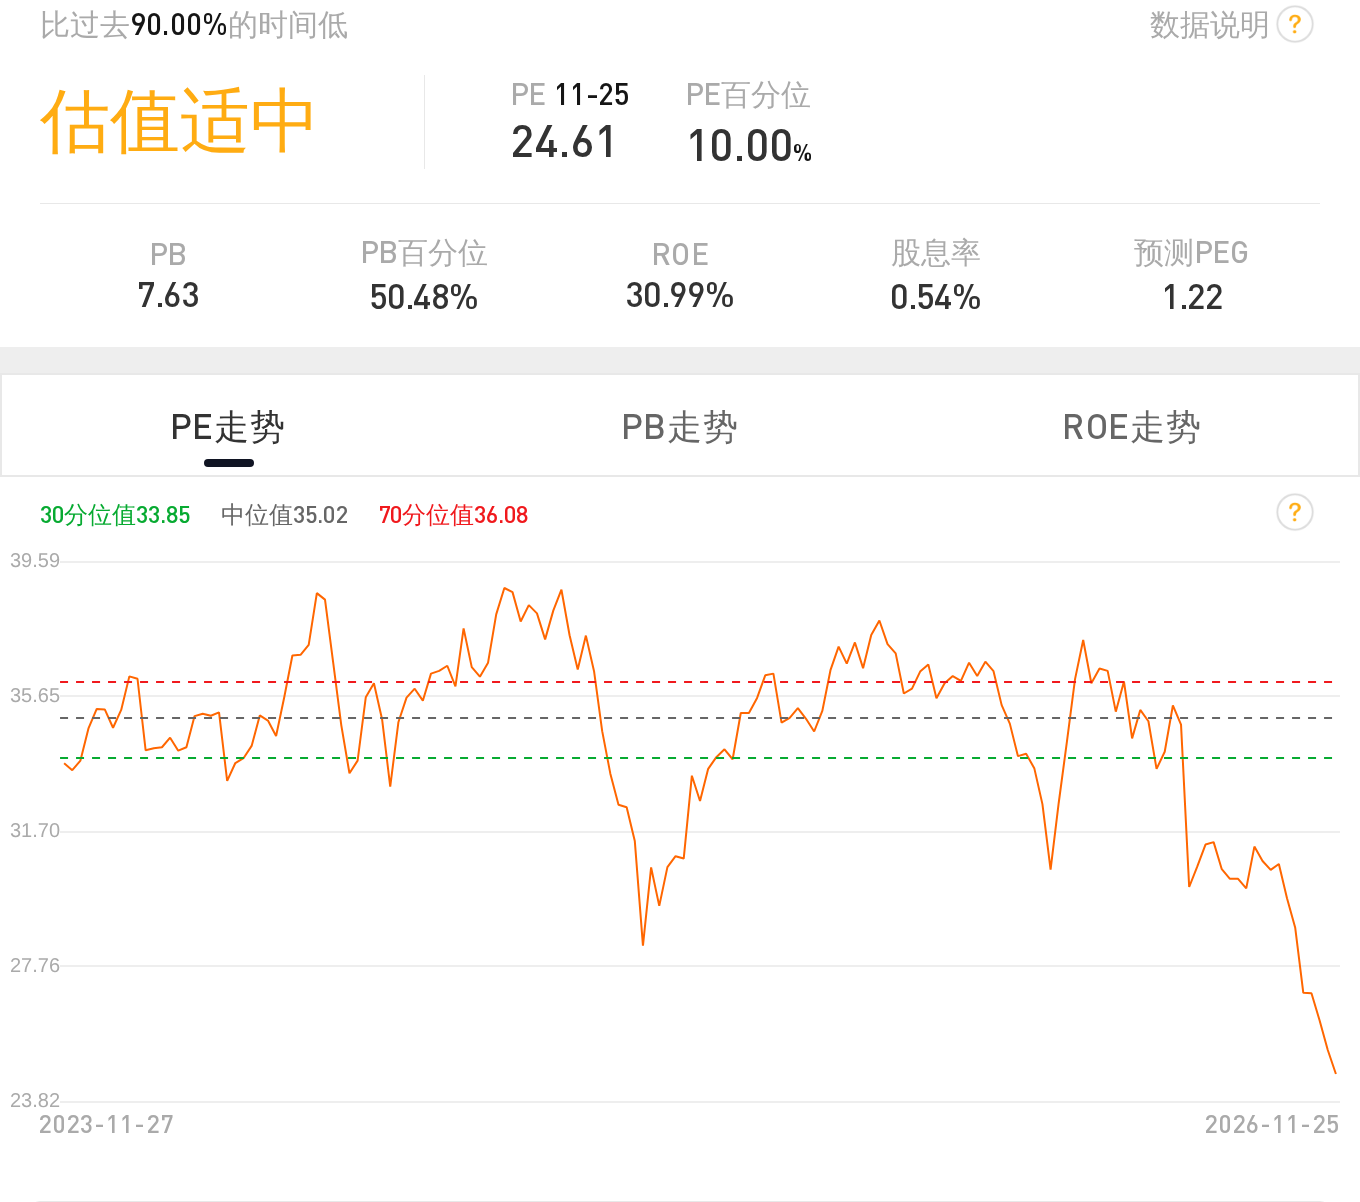 比过去90.00%的时间低 数据说明 ?
估值适中
PE 11-25 PE百分位
24.61 10.00%
PB PB百分位 ROE 股息率 预测PEG
7.63 50.48% 30.99% 0.54% 1.22
PE走势 PB走势 ROE走势
30分位值33.85 中位值35.02 70分位值36.08 ?
39.59
35.65
31.70
27.76
23.82
2023-11-27 2026-11-25